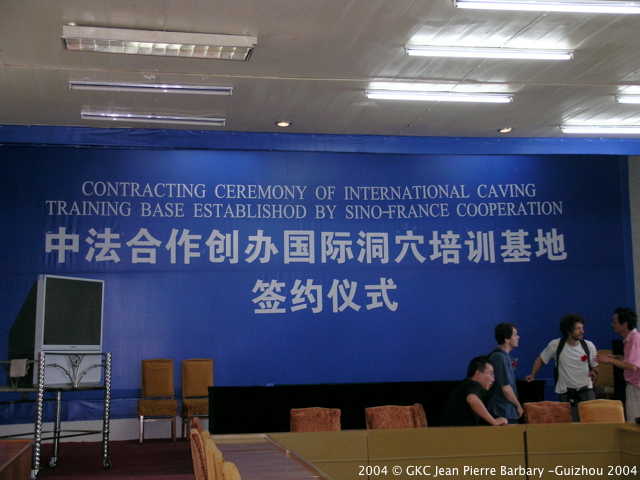 CONTRACTING CEREMONY OF INTERNATIONAL CAVING
TRAINING BASE ESTABLISHOD BY SINO-FRANCE COOPERATION
中法合作创办国际洞穴培训基地
签约仪式
2004 © GKC Jean Pierre Barbary -Guizhou 2004